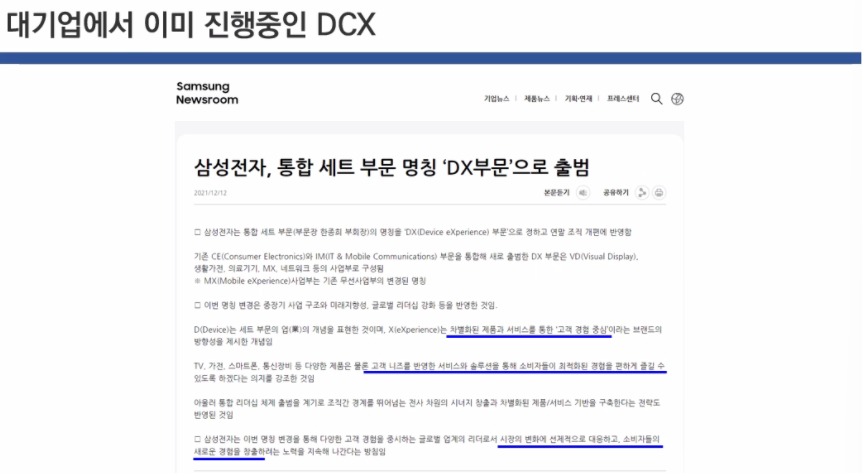 대기업에서 이미 진행중인 DCX
Samsung
Newsroom
기업뉴스 | 제품뉴스 | 기획·연재 | 프레스센터
삼성전자, 통합 세트 부문 명칭 ‘DX부문’으로 출범
2021/12/12
본문듣기 공유하기
□ 삼성전자는 통합 세트 부문(부문장 한종희 부회장)의 명칭을 ‘DX(Device eXperience) 부문’으로 정하고 연말 조직 개편에 반영함
기존 CE(Consumer Electronics)와 IM(IT & Mobile Communications) 부문을 통합해 새로 출범한 DX 부문은 VD(Visual Display),
생활가전, 의료기기, MX, 네트워크 등의 사업부로 구성됨
※ MX(Mobile eXperience)사업부는 기존 무선사업부의 변경된 명칭
□ 이번 명칭 변경은 중장기 사업 구조와 미래지향성, 글로벌 리더십 강화 등을 반영한 것임.
D(Device)는 세트 부문의 업(業)의 개념을 표현한 것이며, X(eXperience)는 차별화된 제품과 서비스를 통한 ‘고객 경험 중심’이라는 브랜드의
방향성을 제시한 개념임
TV, 가전, 스마트폰, 통신장비 등 다양한 제품은 물론 고객 니즈를 반영한 서비스와 솔루션을 통해 소비자들이 최적화된 경험을 편하게 즐길 수
있도록 하겠다는 의지를 강조한 것임
아울러 통합 리더십 체제 출범을 계기로 조직간 경계를 뛰어넘는 전사 차원의 시너지 창출과 차별화된 제품/서비스 기반을 구축한다는 전략도
반영된 것임
□ 삼성전자는 이번 명칭 변경을 통해 다양한 고객 경험을 중시하는 글로벌 업계의 리더로서 시장의 변화에 선제적으로 대응하고, 소비자들의
새로운 경험을 창출하려는 노력을 지속해 나간다는 방침임